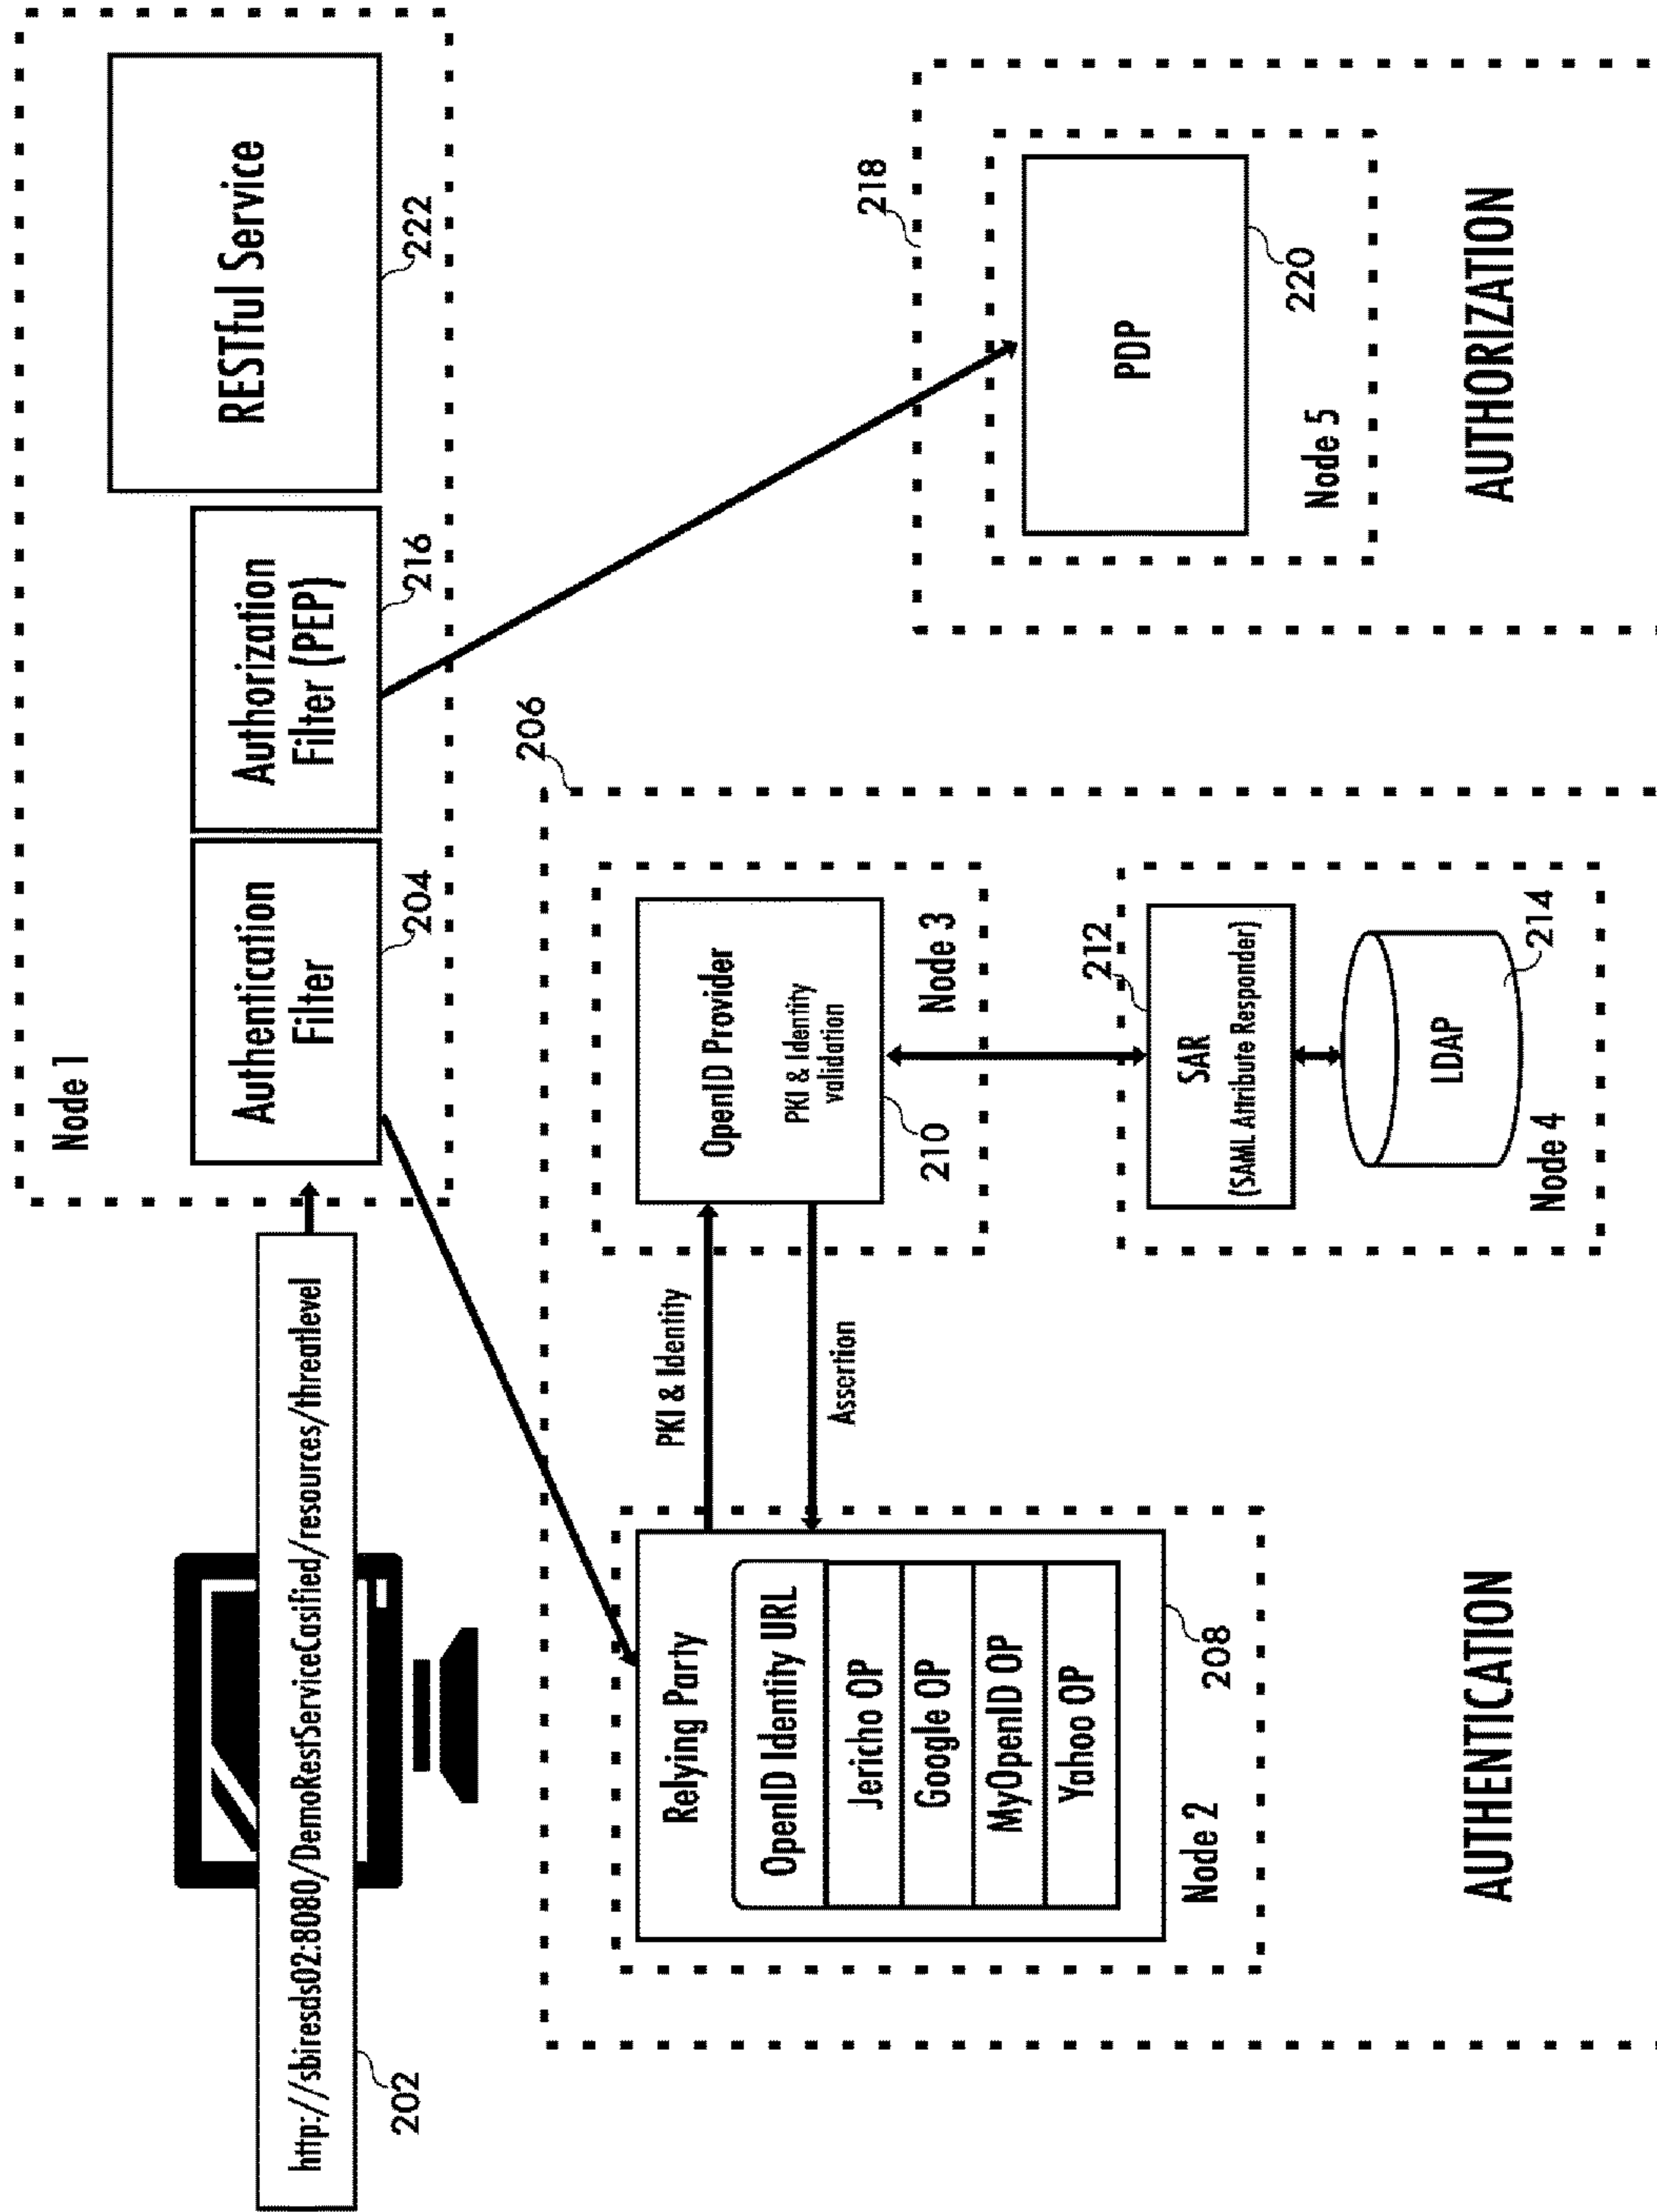 http://sbiresds02:8080/DemoRestServiceCasified/resources/threatlevel
202
Node 1
Authentication
Filter
204
Authorization
Filter (PEP)
216
RESTful Service
222
206
Relying Party
OpenID Identity URL
Jericho OP
Google OP
MyOpenID OP
Yahoo OP
208
Node 2
PKI & Identity
Assertion
OpenID Provider
PKI & Identity
validation
210
Node 3
212
SAR
(SAML Attribute Responder)
LDAP
214
Node 4
AUTHENTICATION
218
PDP
220
Node 5
AUTHORIZATION